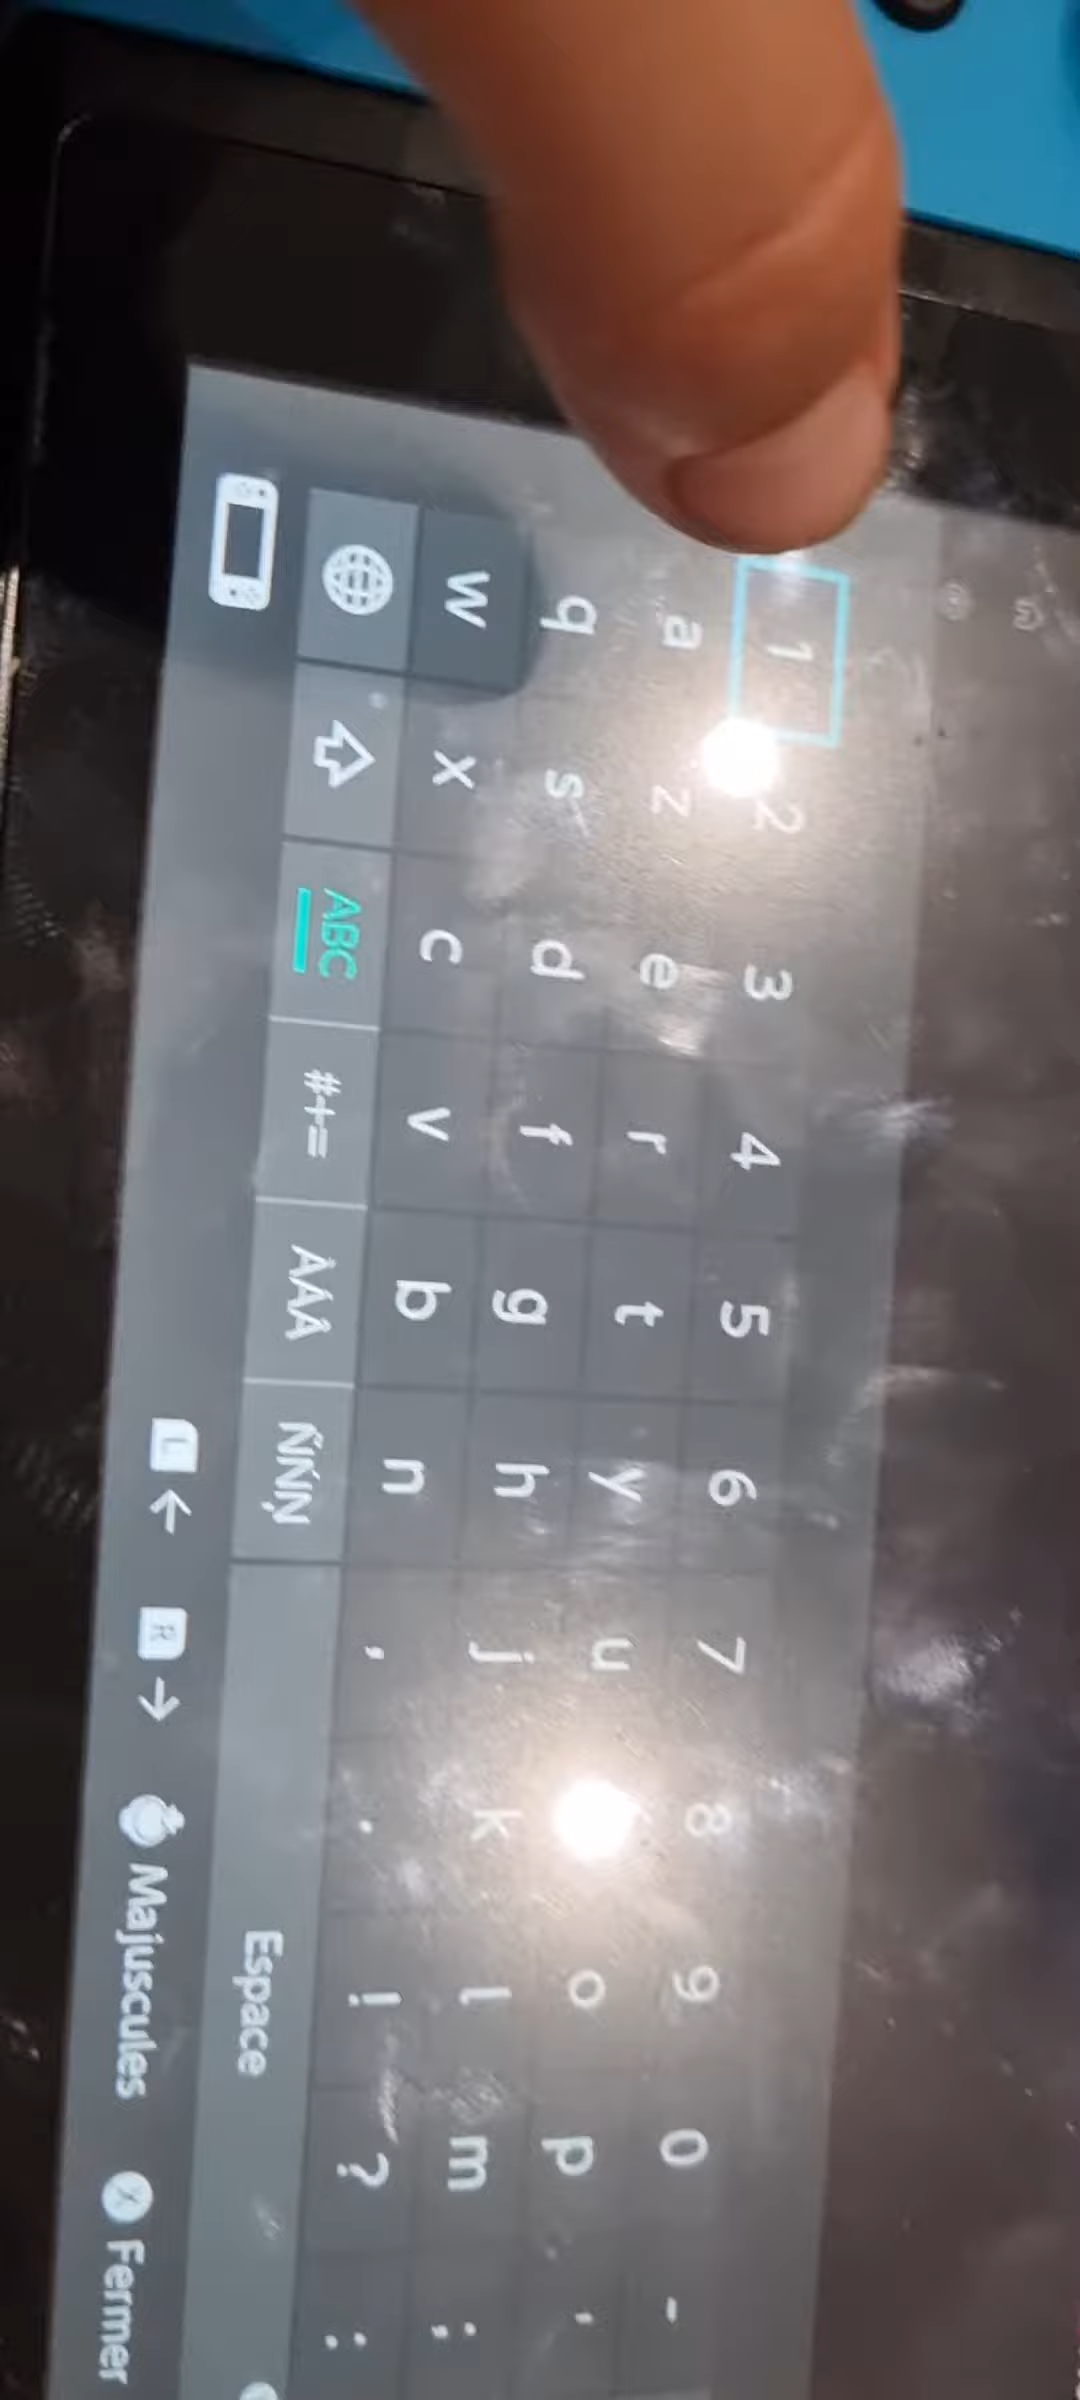 1 2 3 4 5 6 7 8 9 0 -
a z e r t y u o p '
q s d f g h j k l m ;
w x c v b n , . ! ? :
ABC #+= ÀÁÂ ÑŃŅ Espace
L ← R → Majuscules X Fermer